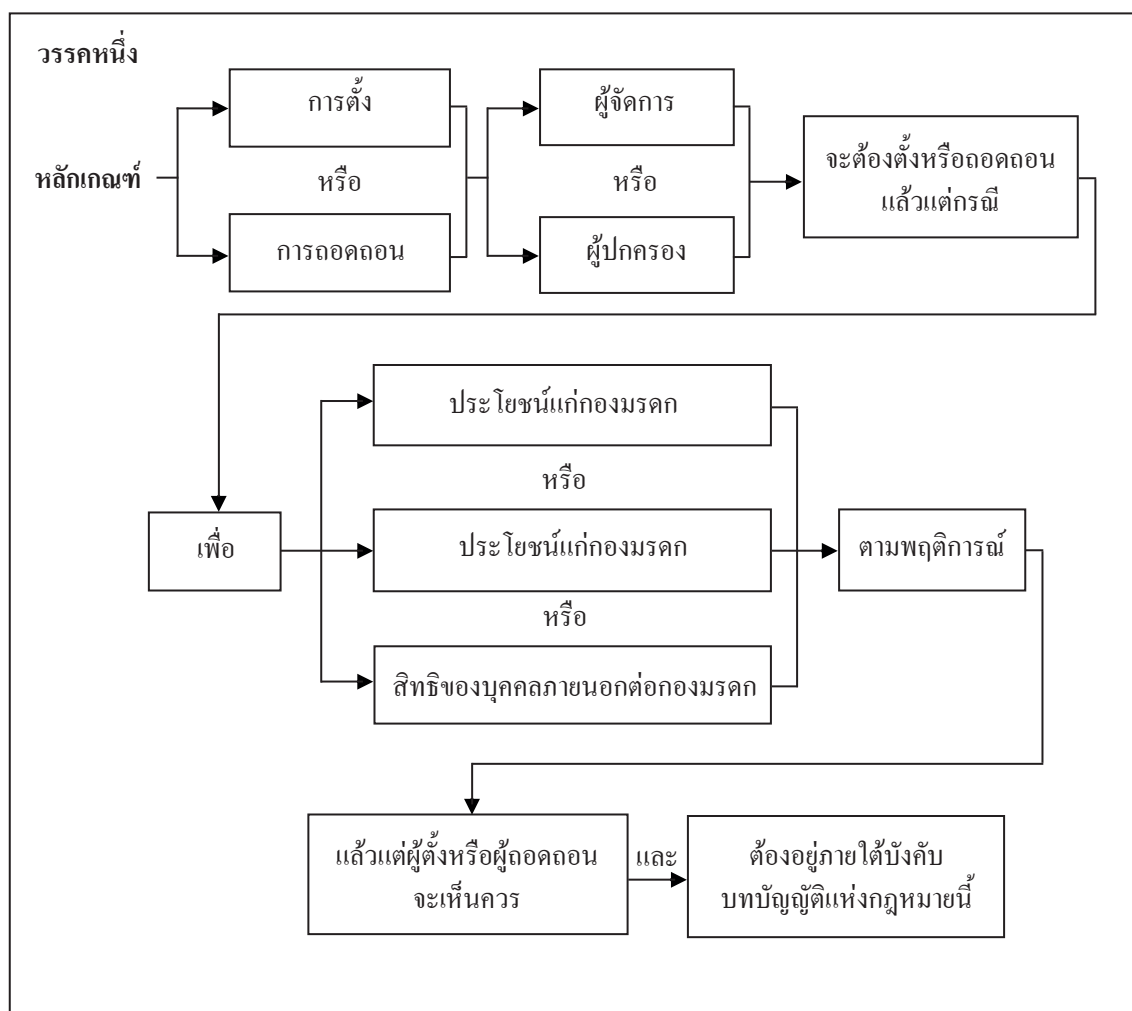 วรรคหนึ่ง
การตั้ง
ผู้จัดการ
หลักเกณฑ์
หรือ
หรือ
จะต้องตั้งหรือถอดถอน
แล้วแต่กรณี
การถอดถอน
ผู้ปกครอง
ประโยชน์แก่กองมรดก
หรือ
เพื่อ
ประโยชน์แก่กองมรดก
ตามพฤติการณ์
หรือ
สิทธิของบุคคลภายนอกต่อกองมรดก
แล้วแต่ผู้ตั้งหรือผู้ถอดถอน
จะเห็นควร
และ
ต้องอยู่ภายใต้บังคับ
บทบัญญัติแห่งกฎหมายนี้